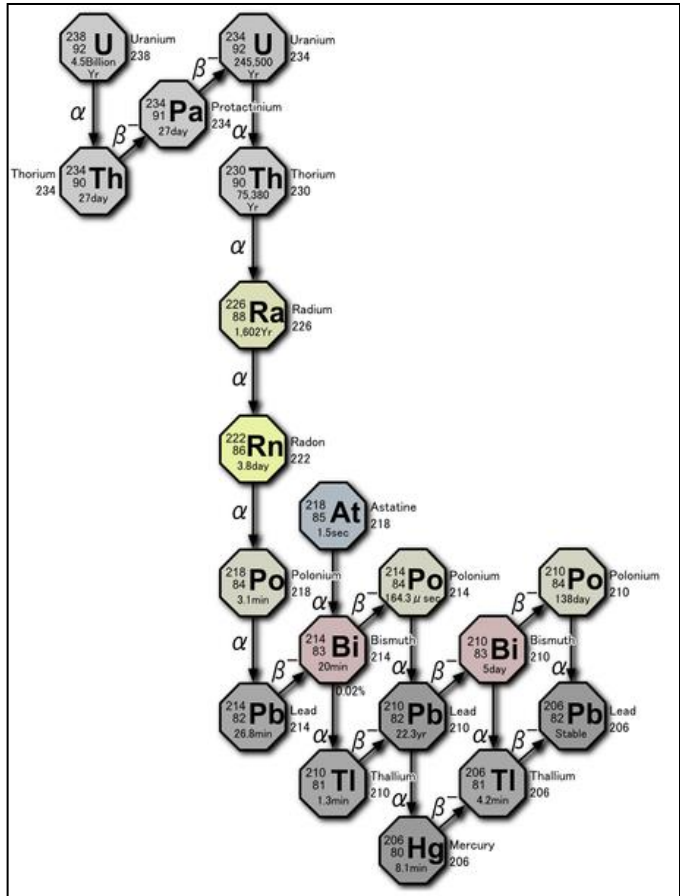 238
92 U
4.5Billion
Yr
Uranium
238
234
92 U
245,500
Yr
Uranium
234
β⁻
α
234
91 Pa
27day
Protactinium
234
β⁻
α
Thorium
234
234
90 Th
27day
230
90 Th
75,380
Yr
Thorium
230
α
226
88 Ra
1,602Yr
Radium
226
α
222
86 Rn
3.8day
Radon
222
α
218
85 At
1.5sec
Astatine
218
218
84 Po
3.1min
Polonium
218
α
β⁻
214
84 Po
164.3 μ sec
Polonium
214
β⁻
210
84 Po
138day
Polonium
210
α
β⁻
214
83 Bi
20min
Bismuth
214
α
β⁻
210
83 Bi
5day
Bismuth
210
α
214
82 Pb
26.8min
Lead
214
0.02%
α
β⁻
210
82 Pb
22.3yr
Lead
210
α
β⁻
206
82 Pb
Stable
Lead
206
210
81 Tl
1.3min
Thallium
210
α
β⁻
206
81 Tl
4.2min
Thallium
206
206
80 Hg
8.1min
Mercury
206